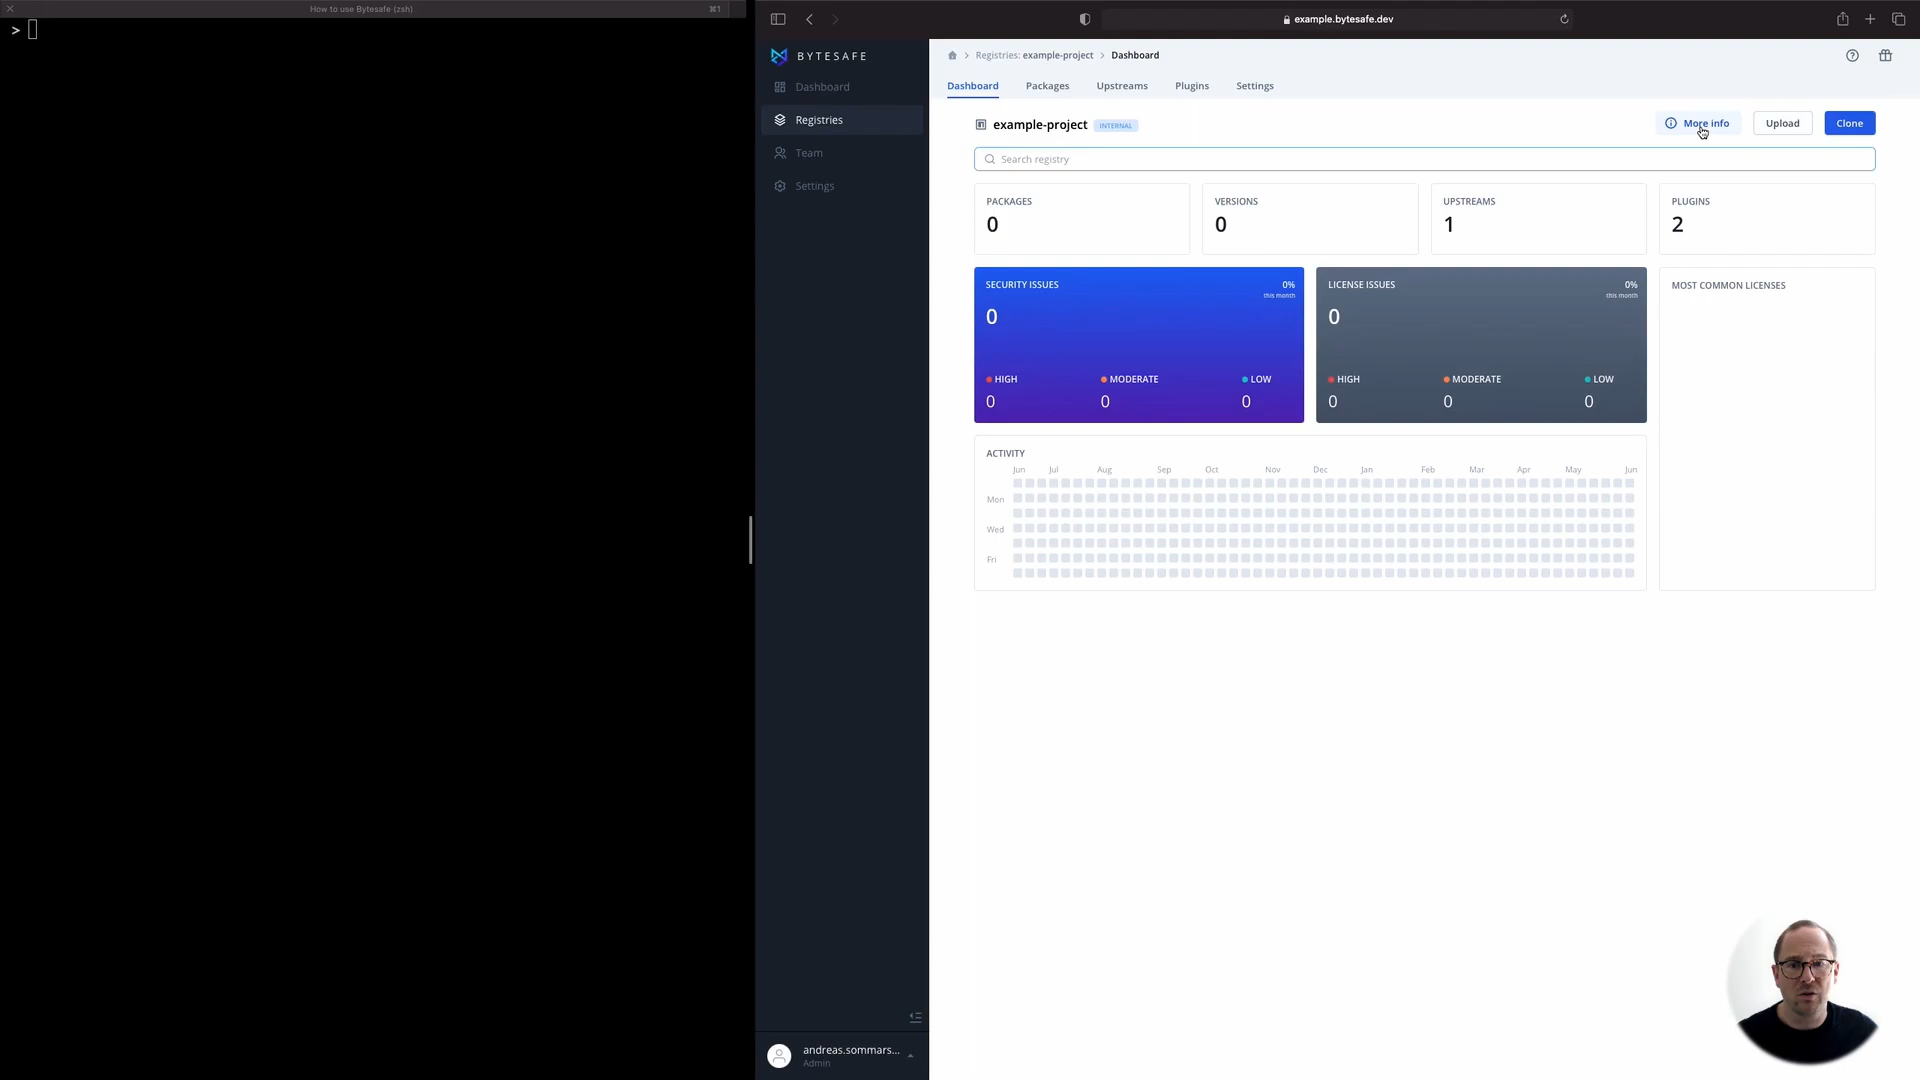 How to use Bytesafe (zsh)
⌘1
>
example.bytesafe.dev
BYTESAFE
Dashboard
Registries
Team
Settings
andreas.sommars...
Admin
Registries: example-project > Dashboard
Dashboard
Packages
Upstreams
Plugins
Settings
example-project
INTERNAL
More info
Upload
Clone
Search registry
PACKAGES
0
VERSIONS
0
UPSTREAMS
1
PLUGINS
2
SECURITY ISSUES
0%
this month
0
HIGH
MODERATE
LOW
0
0
0
LICENSE ISSUES
0%
this month
0
HIGH
MODERATE
LOW
0
0
0
MOST COMMON LICENSES
ACTIVITY
Jun Jul Aug Sep Oct Nov Dec Jan Feb Mar Apr May Jun
Mon
Wed
Fri